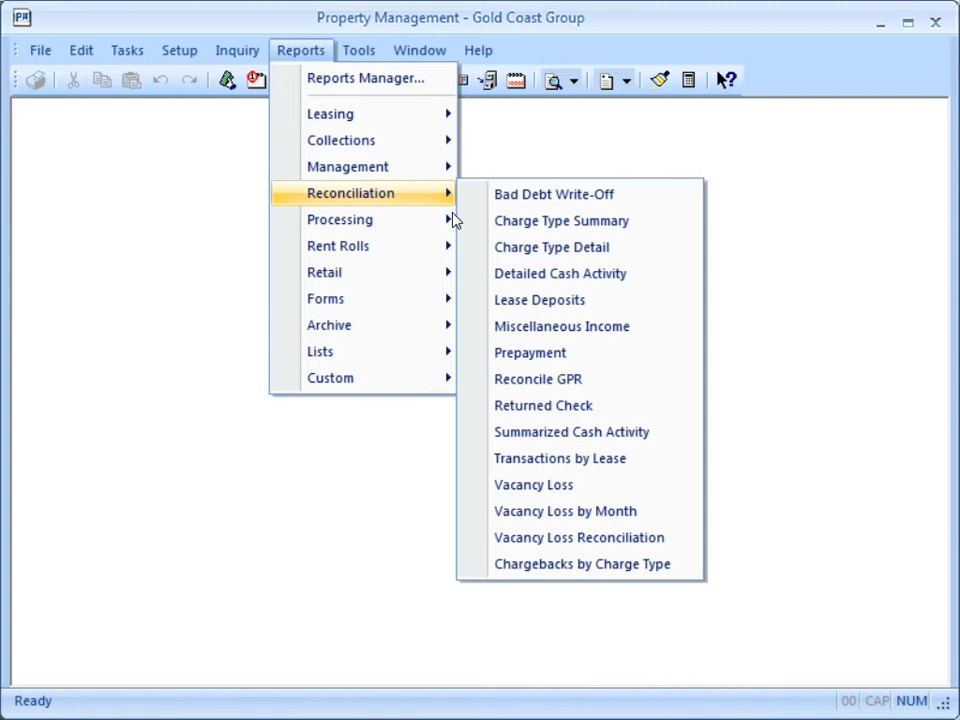 Property Management - Gold Coast Group
File Edit Tasks Setup Inquiry Reports Tools Window Help
Reports Manager...
Leasing
Collections
Management
Reconciliation
Processing
Rent Rolls
Retail
Forms
Archive
Lists
Custom
Bad Debt Write-Off
Charge Type Summary
Charge Type Detail
Detailed Cash Activity
Lease Deposits
Miscellaneous Income
Prepayment
Reconcile GPR
Returned Check
Summarized Cash Activity
Transactions by Lease
Vacancy Loss
Vacancy Loss by Month
Vacancy Loss Reconciliation
Chargebacks by Charge Type
Ready 00 CAP NUM